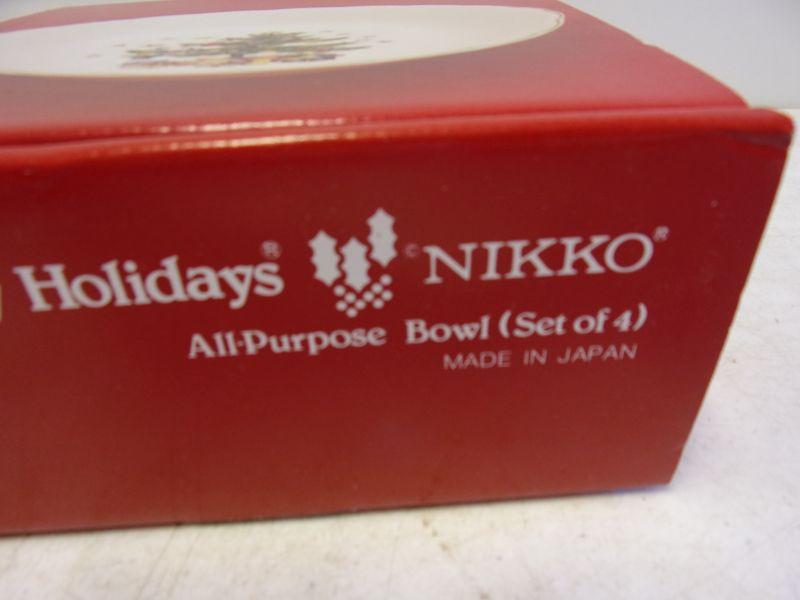 Holidays® © NIKKO®
All-Purpose Bowl (Set of 4)
MADE IN JAPAN